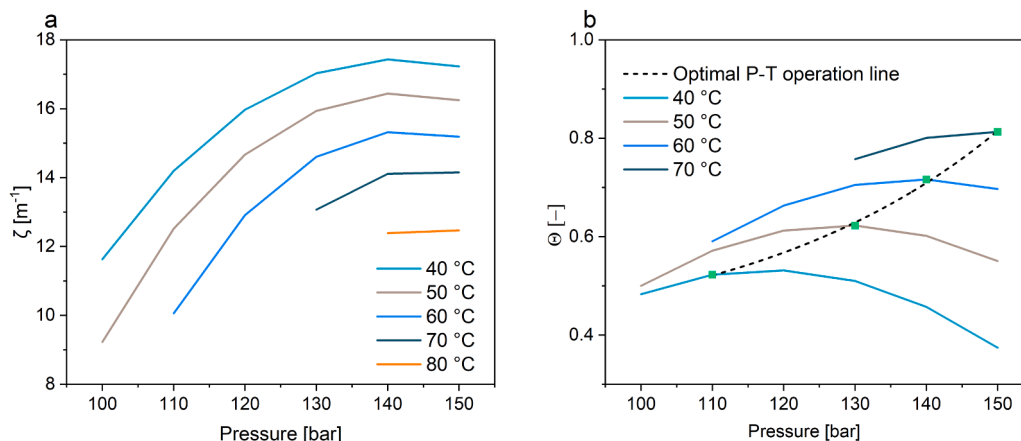 a
18
16
14
12
10
8
ζ [m⁻¹]
40 °C
50 °C
60 °C
70 °C
80 °C
100 110 120 130 140 150
Pressure [bar]
b
1.0
0.8
0.6
0.4
Θ [–]
Optimal P-T operation line
40 °C
50 °C
60 °C
70 °C
100 110 120 130 140 150
Pressure [bar]